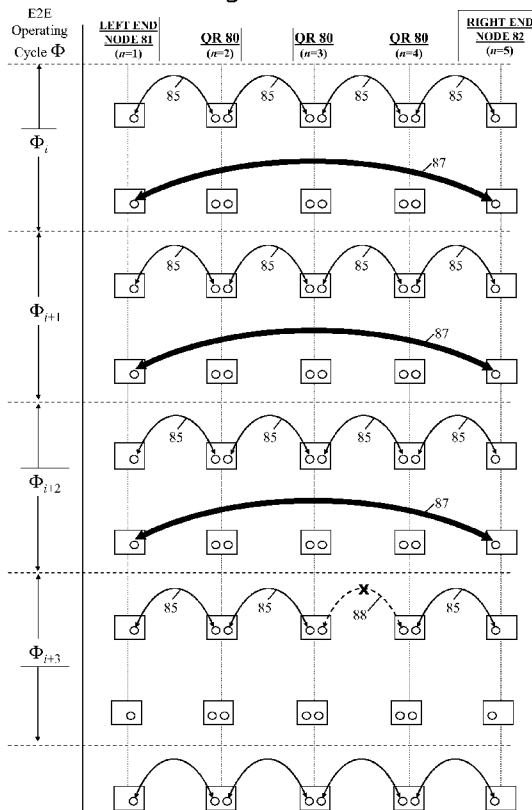 E2E
Operating
Cycle Φ
LEFT END
NODE 81
(n=1)
QR 80
(n=2)
QR 80
(n=3)
QR 80
(n=4)
RIGHT END
NODE 82
(n=5)
85 85 85 85
Φi
87
85 85 85 85
Φi+1
87
85 85 85 85
Φi+2
87
X
85 85 88 85
Φi+3